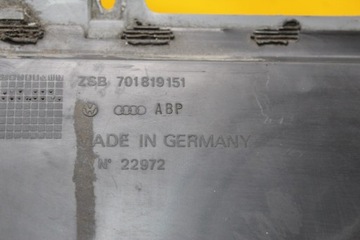 ZSB 701819151
ABP
MADE IN GERMANY
N° 22972